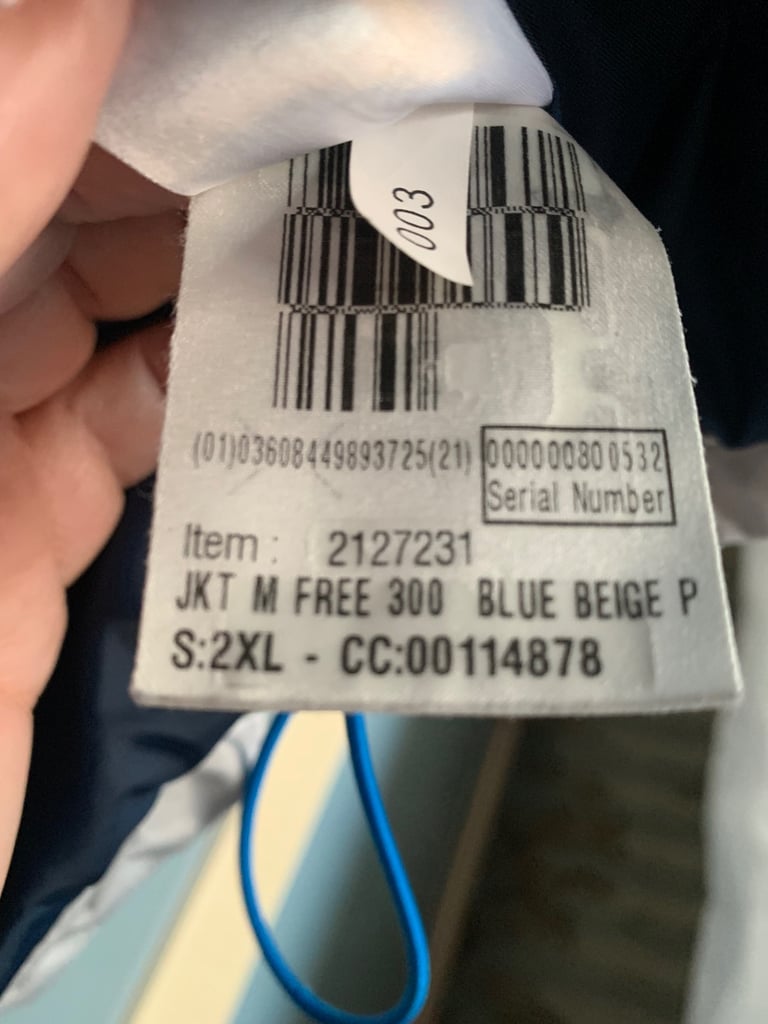 003
(01)03608449893725(21) 000000800532
Serial Number
Item : 2127231
JKT M FREE 300 BLUE BEIGE P
S:2XL - CC:00114878